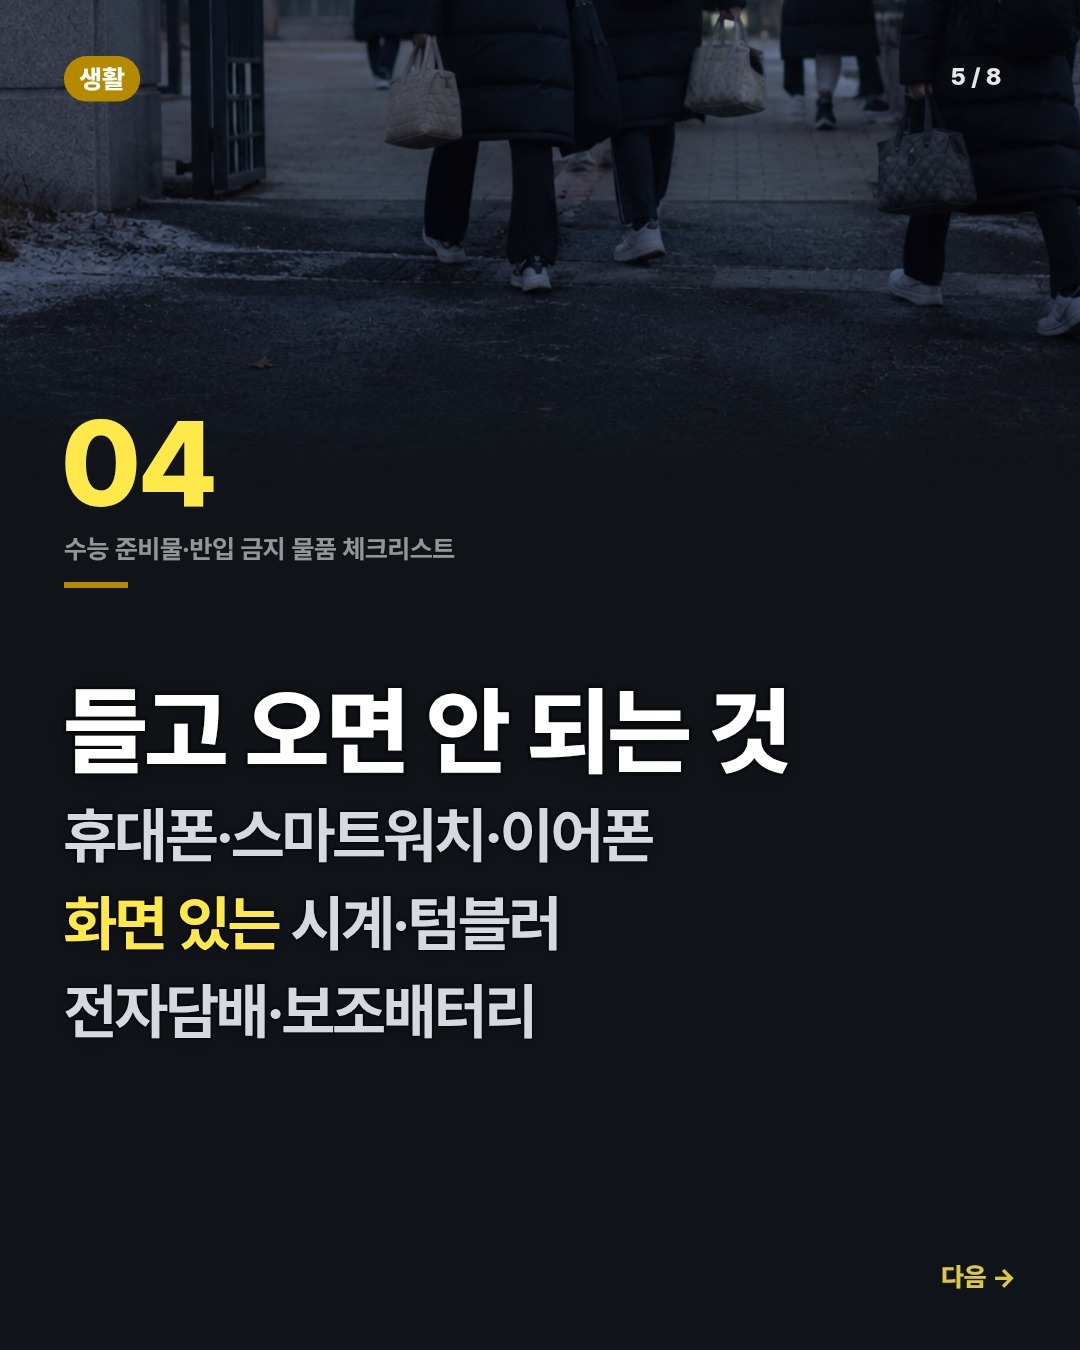 생활
5 / 8
04
수능 준비물·반입 금지 물품 체크리스트
들고 오면 안 되는 것
휴대폰·스마트워치·이어폰
화면 있는 시계·텀블러
전자담배·보조배터리
다음 →